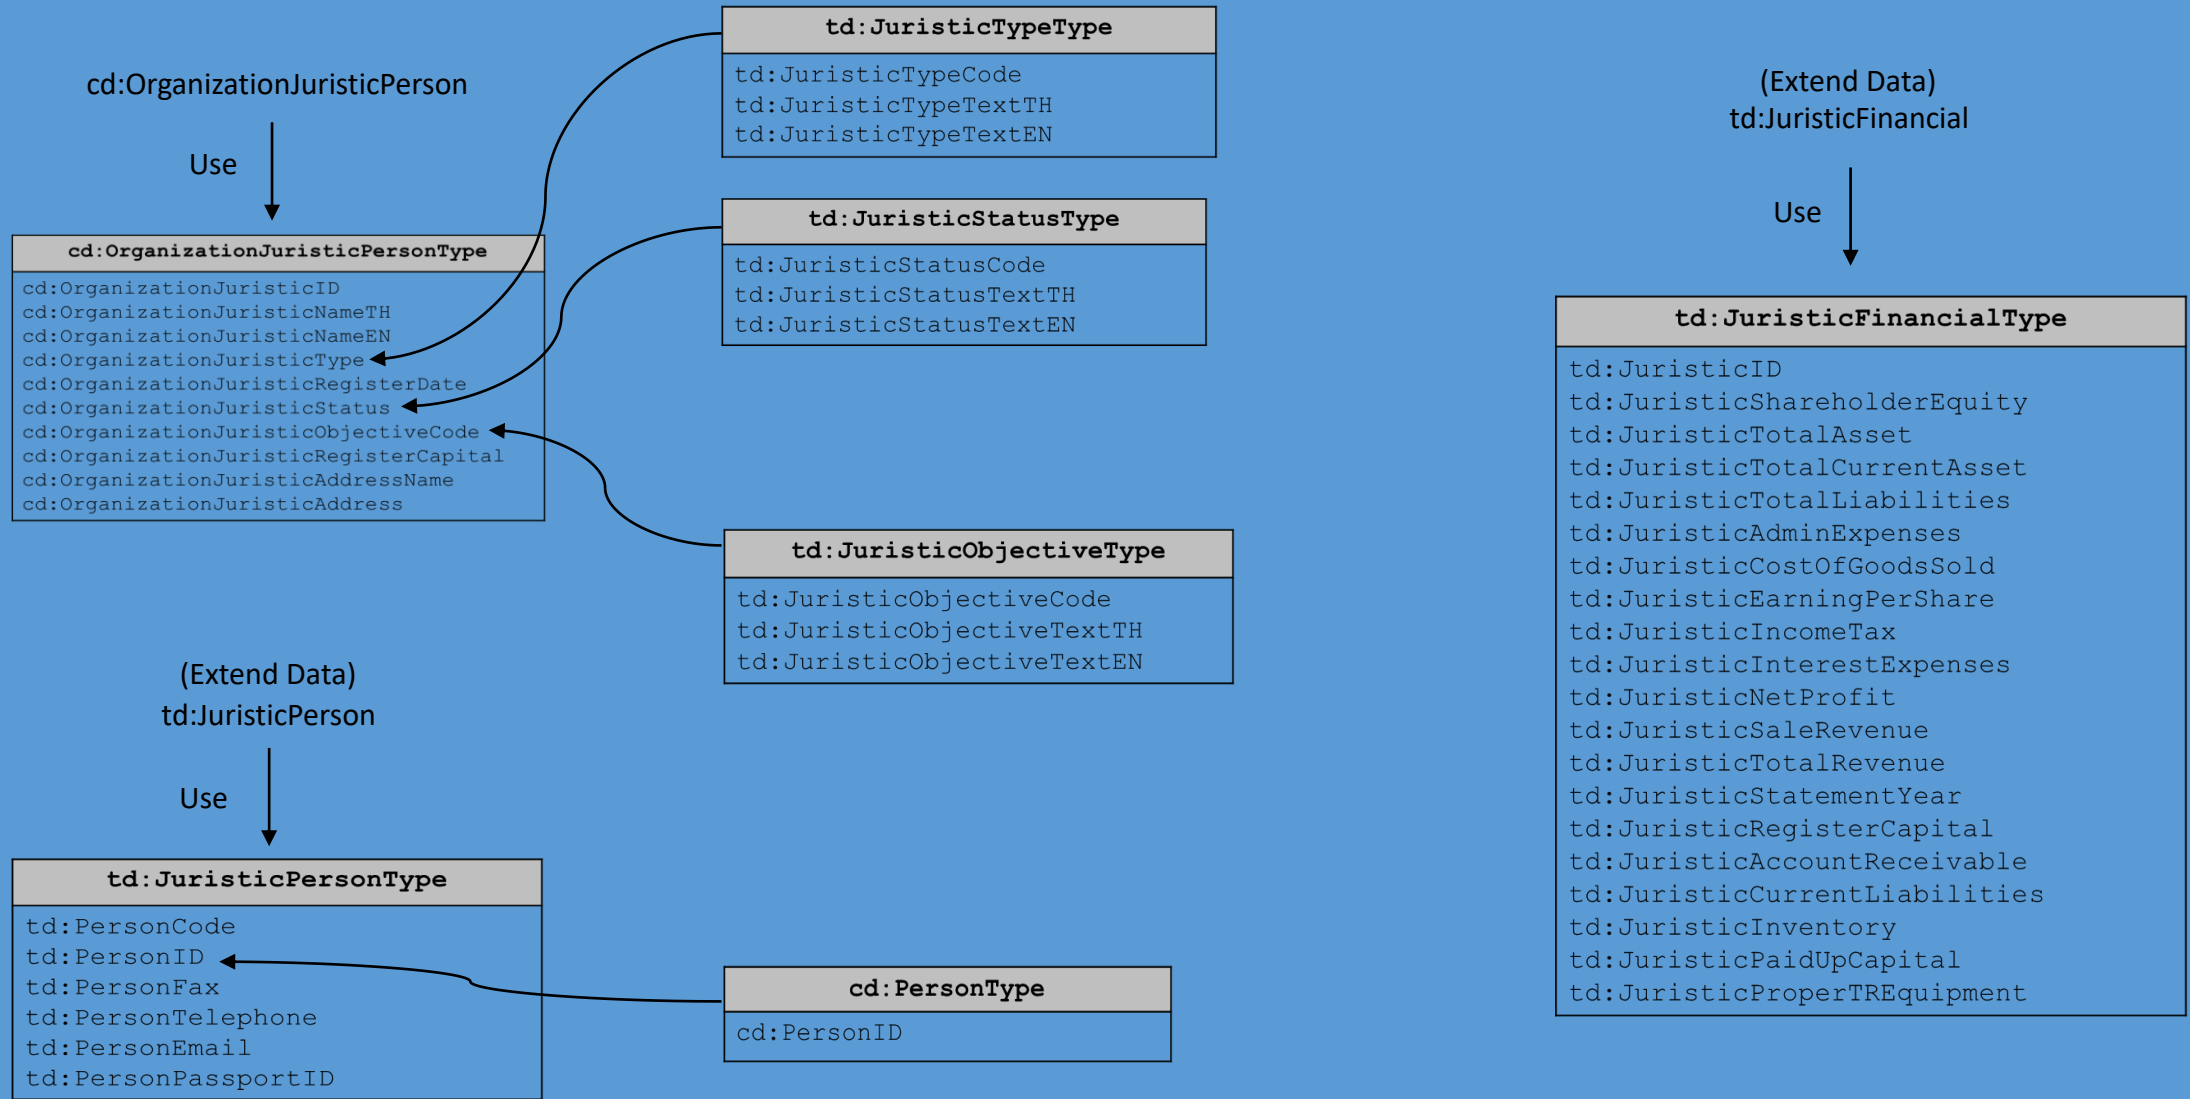 cd:OrganizationJuristicPerson
Use
cd:OrganizationJuristicPersonType
cd:OrganizationJuristicID
cd:OrganizationJuristicNameTH
cd:OrganizationJuristicNameEN
cd:OrganizationJuristicType
cd:OrganizationJuristicRegisterDate
cd:OrganizationJuristicStatus
cd:OrganizationJuristicObjectiveCode
cd:OrganizationJuristicRegisterCapital
cd:OrganizationJuristicAddressName
cd:OrganizationJuristicAddress
td:JuristicTypeType
td:JuristicTypeCode
td:JuristicTypeTextTH
td:JuristicTypeTextEN
td:JuristicStatusType
td:JuristicStatusCode
td:JuristicStatusTextTH
td:JuristicStatusTextEN
td:JuristicObjectiveType
td:JuristicObjectiveCode
td:JuristicObjectiveTextTH
td:JuristicObjectiveTextEN
(Extend Data)
td:JuristicPerson
Use
td:JuristicPersonType
td:PersonCode
td:PersonID
td:PersonFax
td:PersonTelephone
td:PersonEmail
td:PersonPassportID
cd:PersonType
cd:PersonID
(Extend Data)
td:JuristicFinancial
Use
td:JuristicFinancialType
td:JuristicID
td:JuristicShareholderEquity
td:JuristicTotalAsset
td:JuristicTotalCurrentAsset
td:JuristicTotalLiabilities
td:JuristicAdminExpenses
td:JuristicCostOfGoodsSold
td:JuristicEarningPerShare
td:JuristicIncomeTax
td:JuristicInterestExpenses
td:JuristicNetProfit
td:JuristicSaleRevenue
td:JuristicTotalRevenue
td:JuristicStatementYear
td:JuristicRegisterCapital
td:JuristicAccountReceivable
td:JuristicCurrentLiabilities
td:JuristicInventory
td:JuristicPaidUpCapital
td:JuristicProperTREquipment